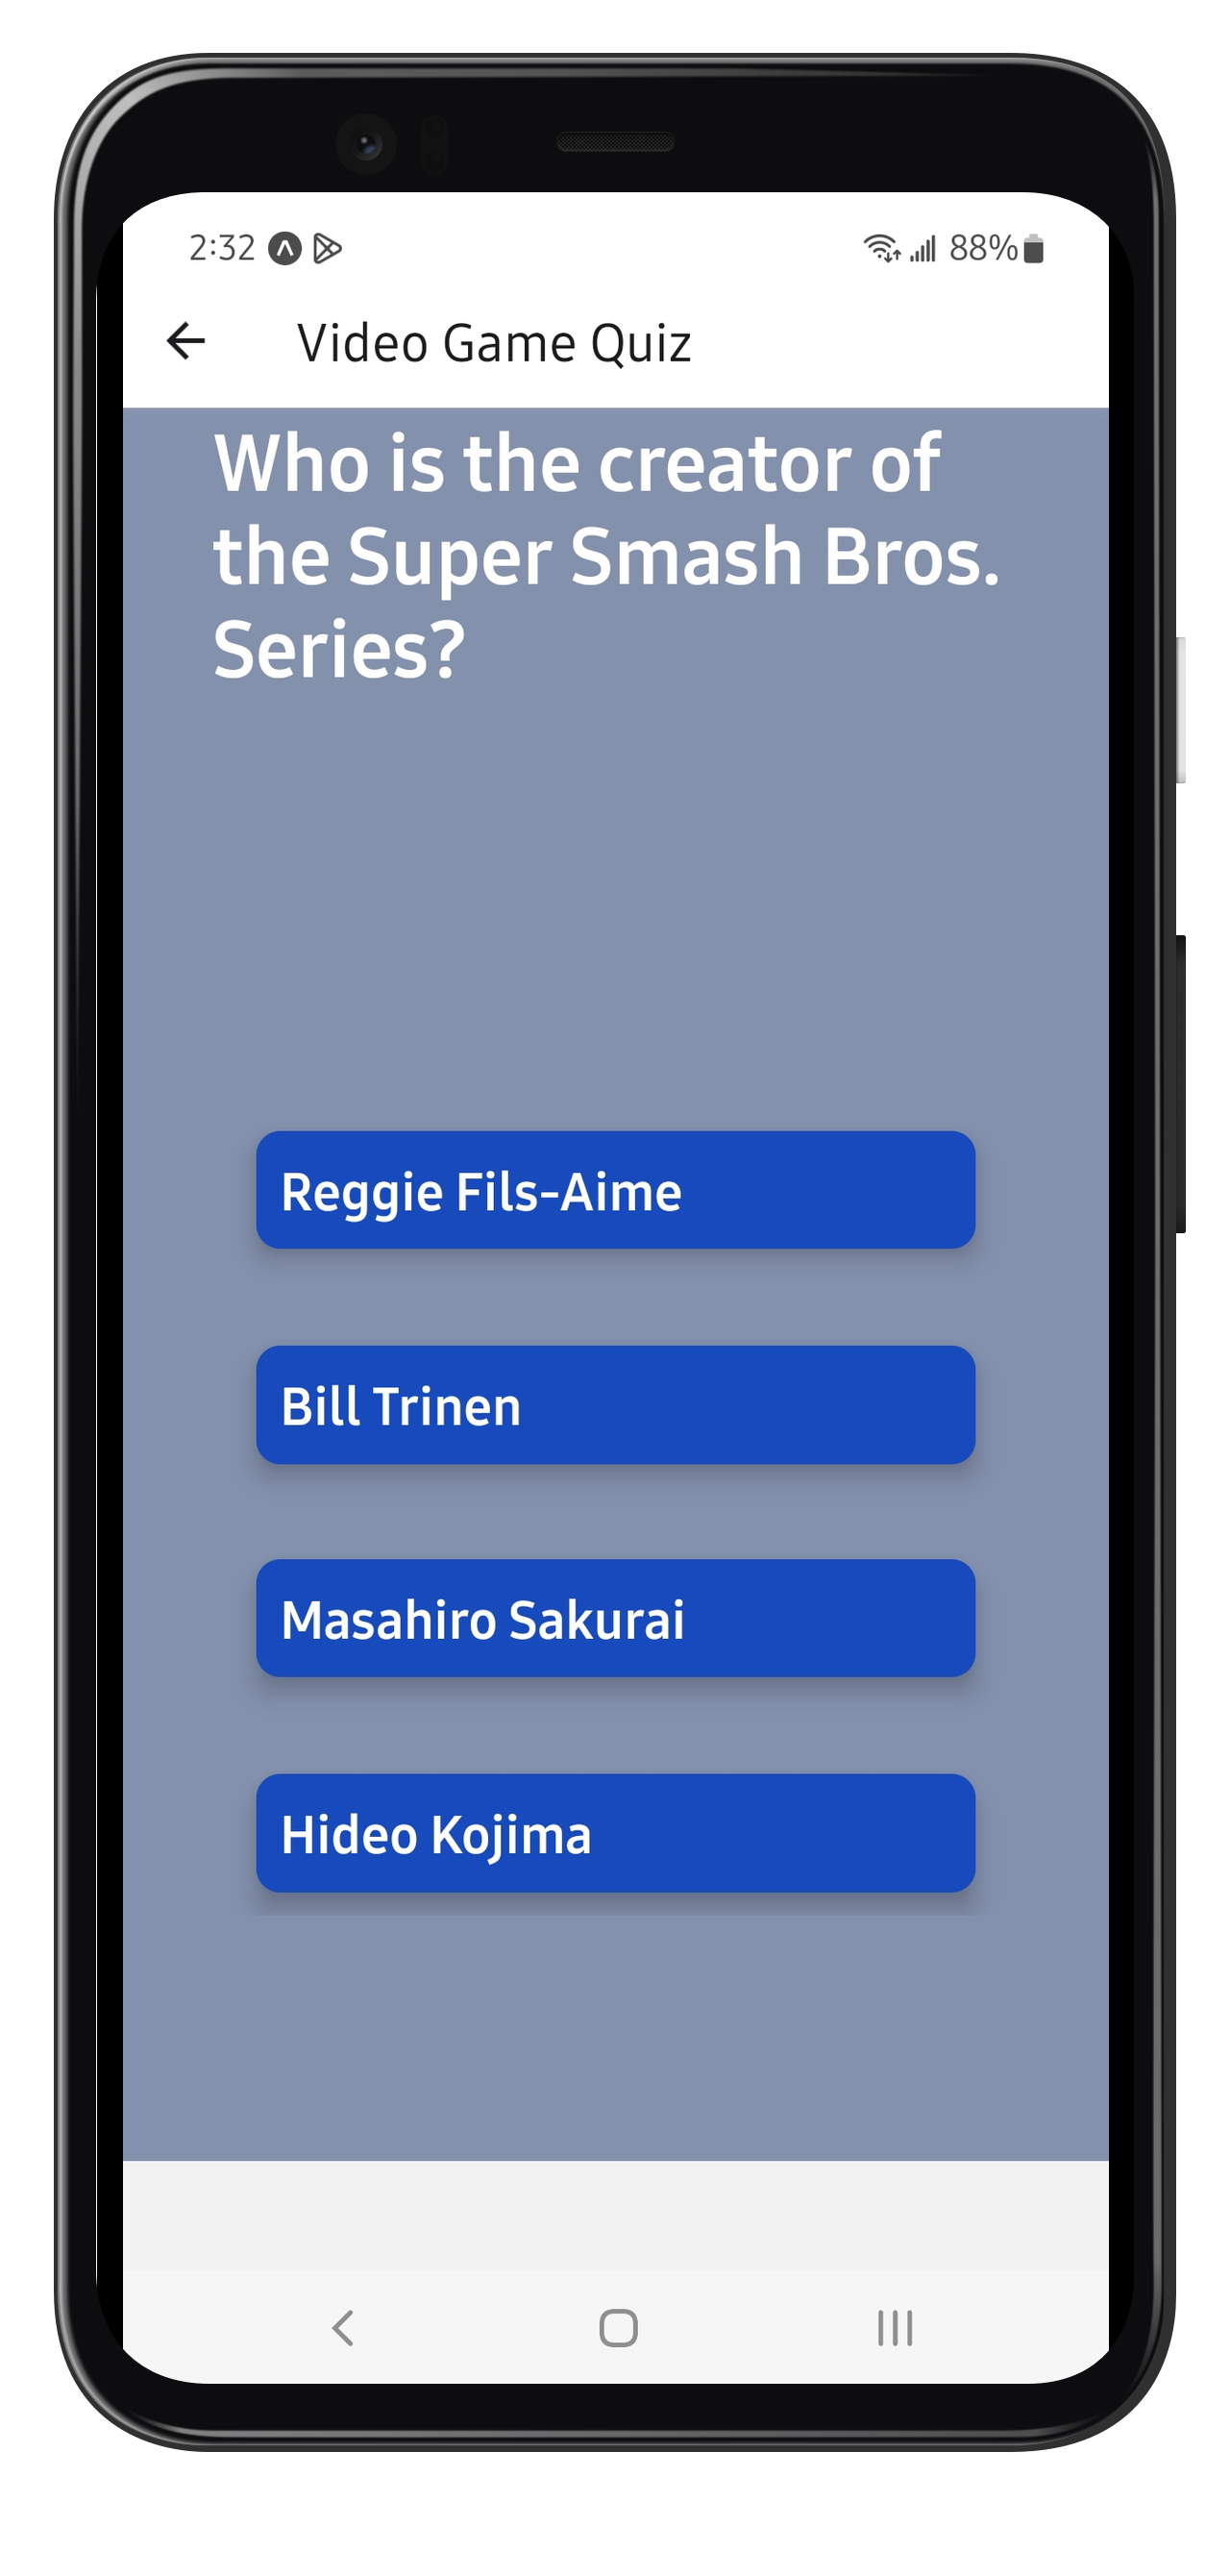 2:32 88%
Video Game Quiz
Who is the creator of
the Super Smash Bros.
Series?
Reggie Fils-Aime
Bill Trinen
Masahiro Sakurai
Hideo Kojima